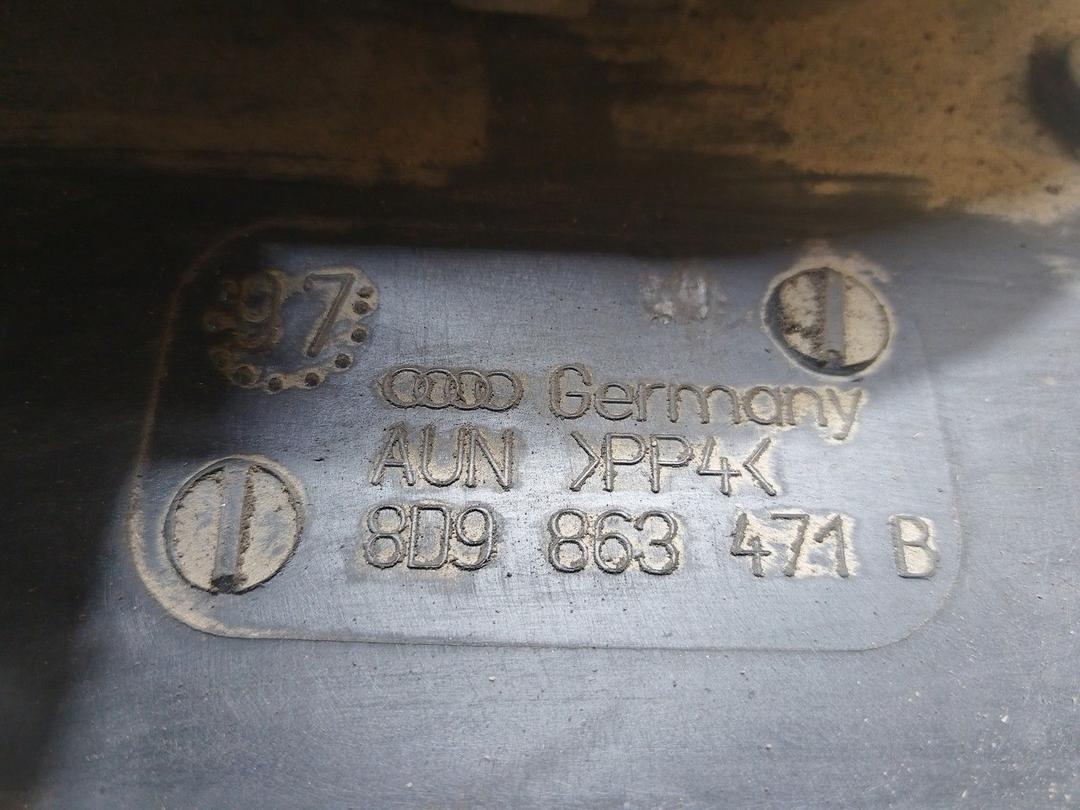 97
Germany
AUN >PP4<
8D9 863 471 B